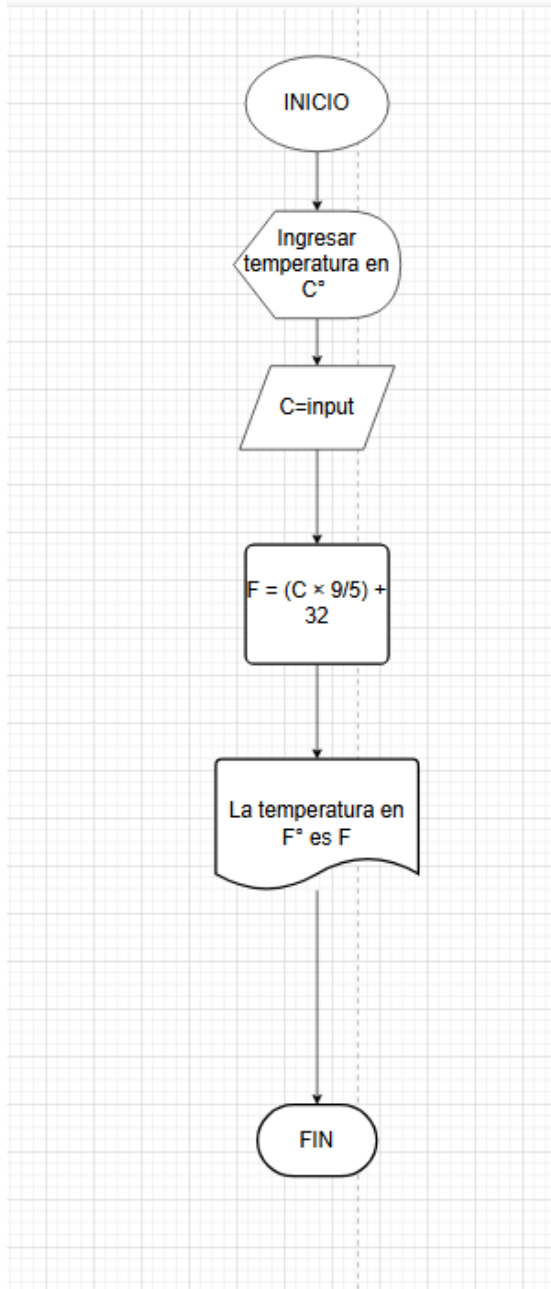 INICIO
Ingresar
temperatura en
C°
C=input
F = (C × 9/5) +
32
La temperatura en
F° es F
FIN